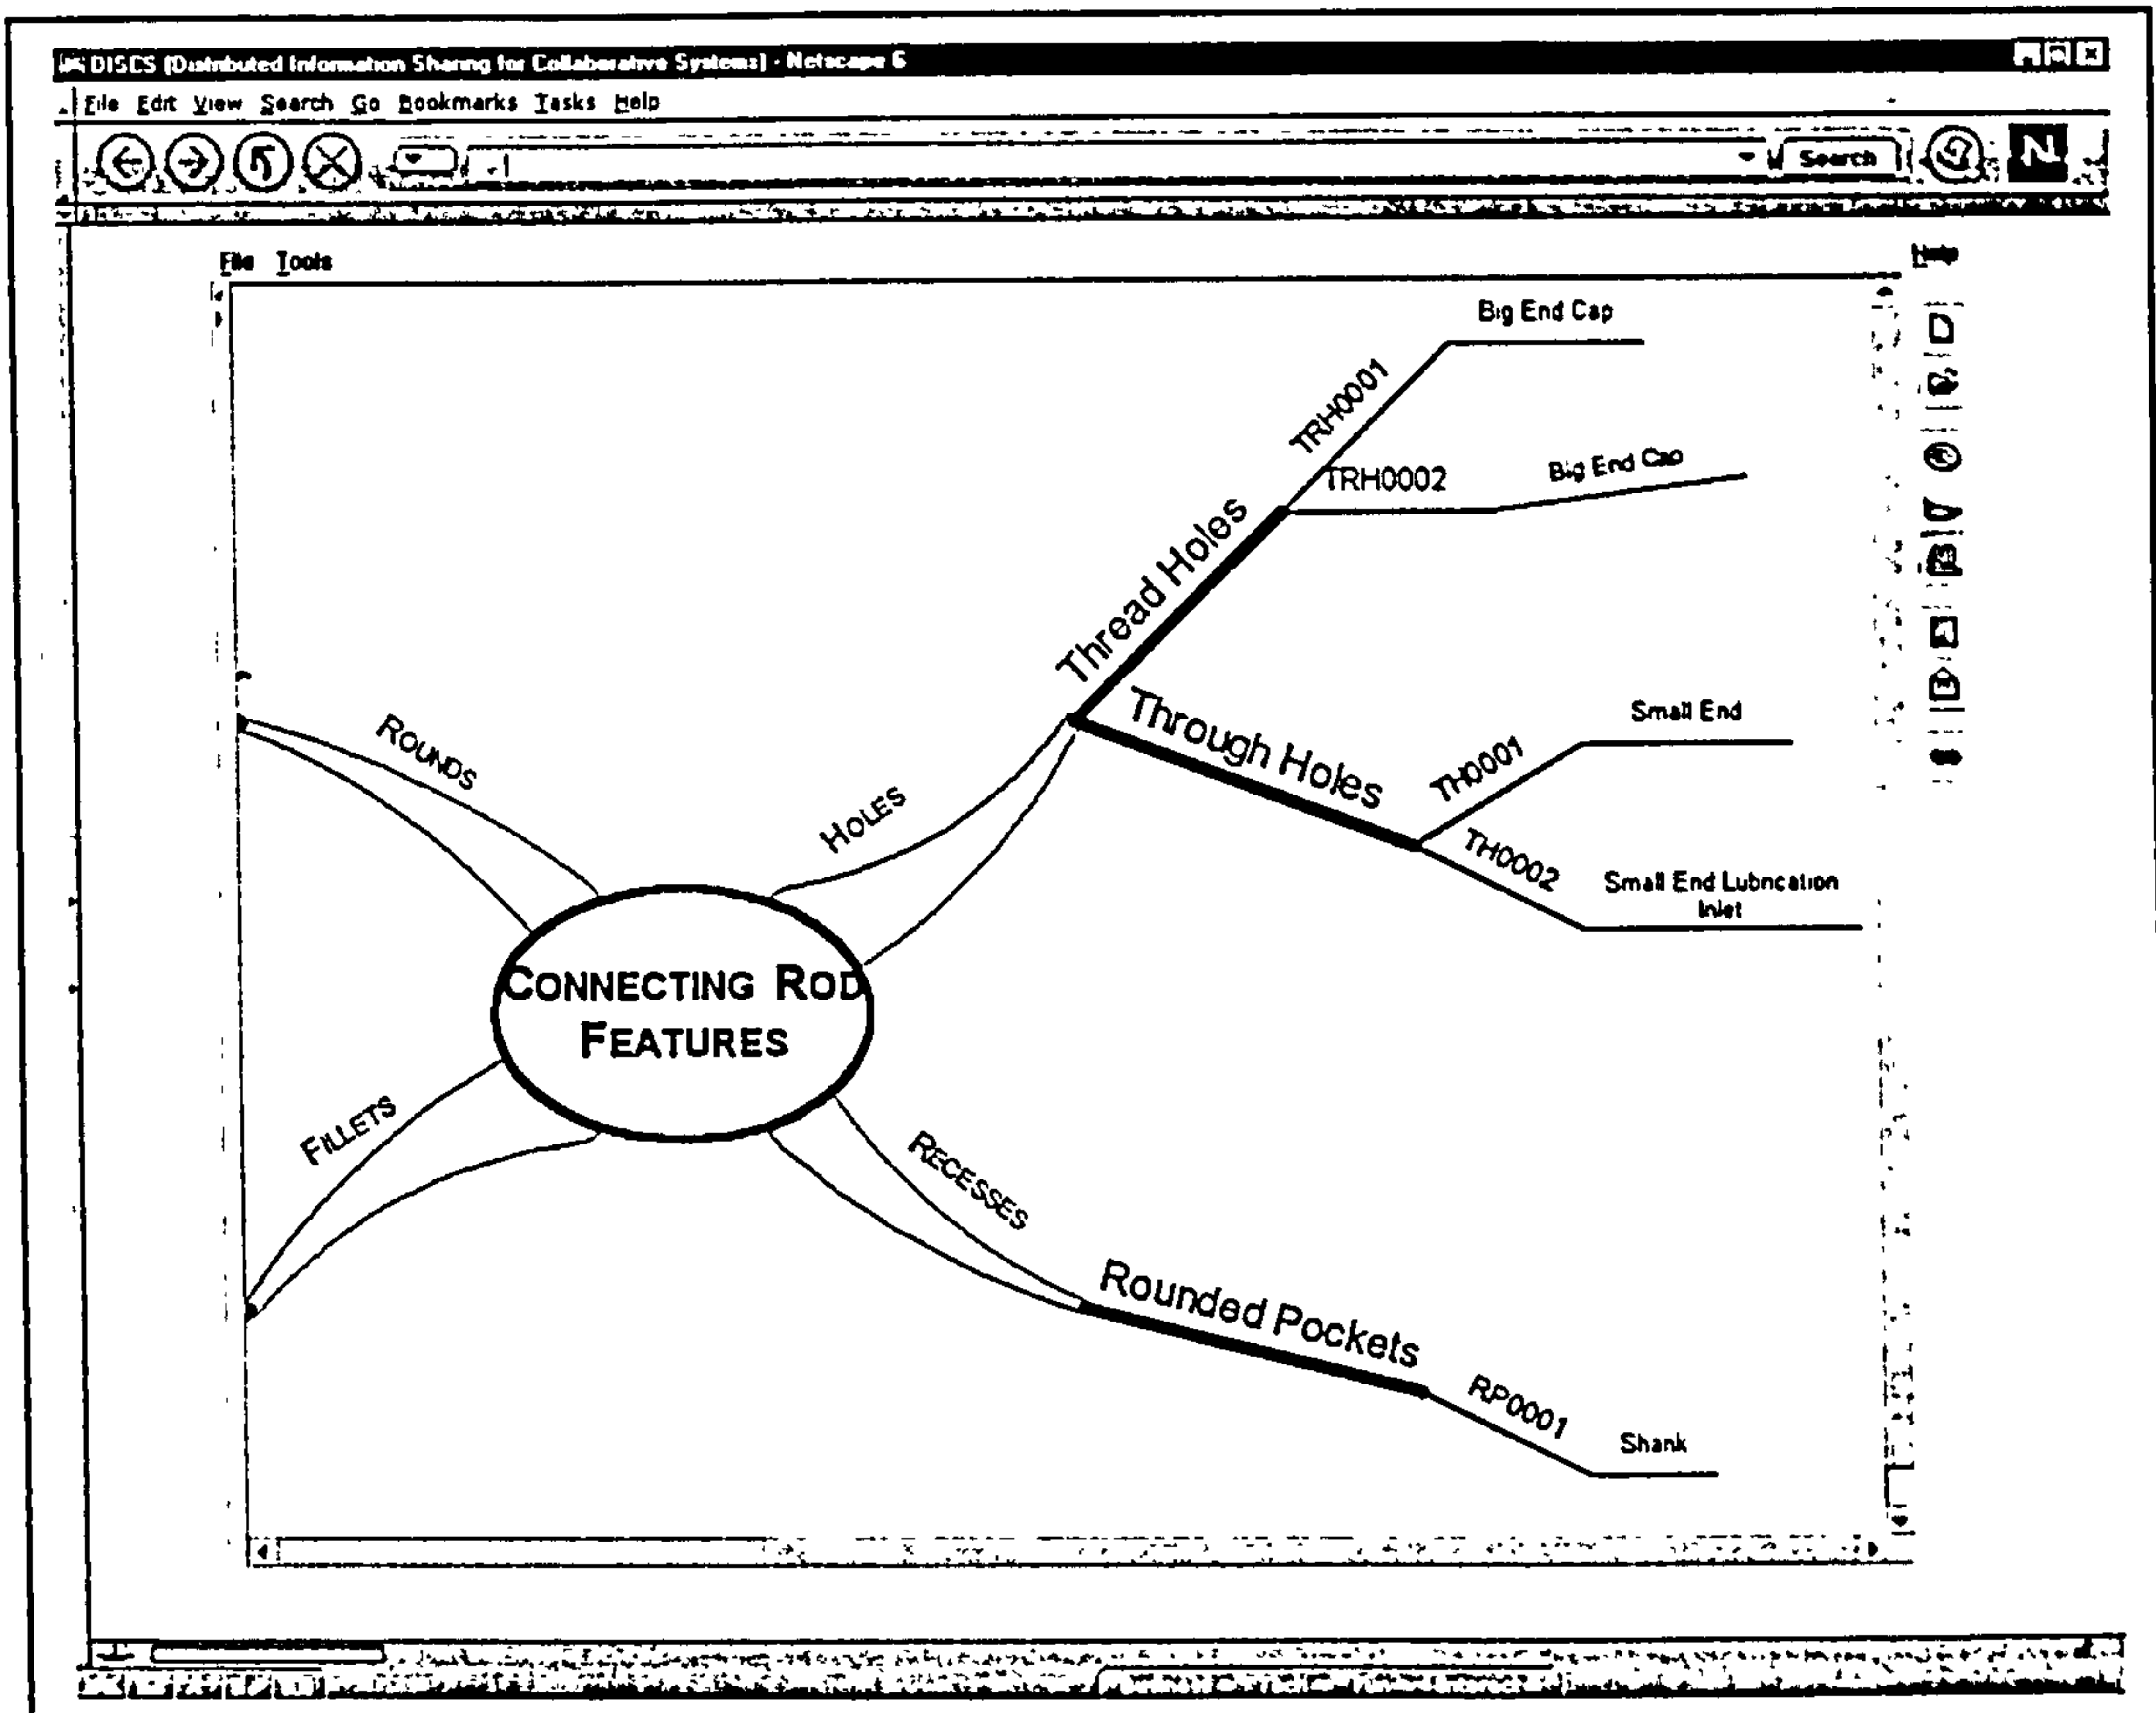 DISCS (Distributed Information Sharing for Collaborative Systems) - Netscape 6
File Edit View Search Go Bookmarks Tasks Help
Search
N
File Tools
Big End Cap
TRH0001
TRH0002
Big End Cap
Thread Holes
Through Holes
Small End
TH0001
TH0002
Small End Lubrication
Inlet
ROUNDS
HOLES
CONNECTING ROD
FEATURES
FILLETS
RECESSES
Rounded Pockets
RP0001
Shank